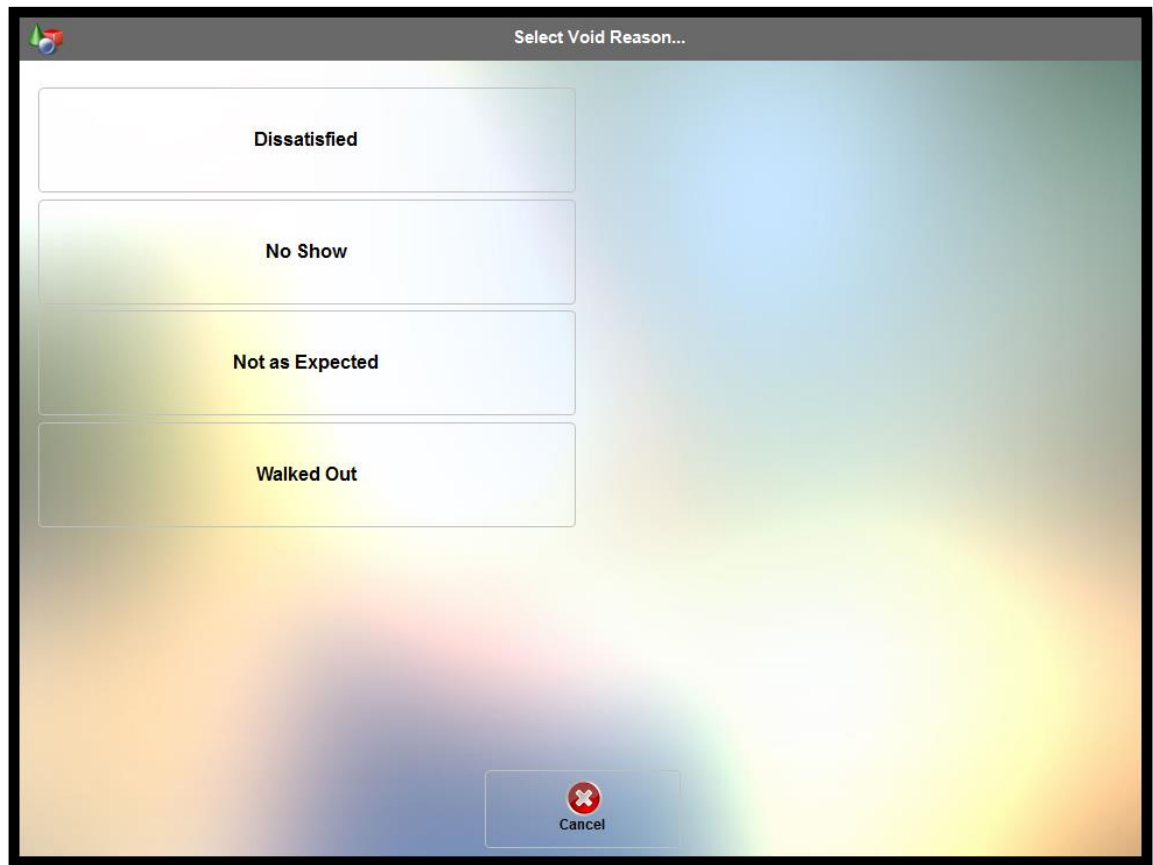 Select Void Reason...
Dissatisfied
No Show
Not as Expected
Walked Out
Cancel